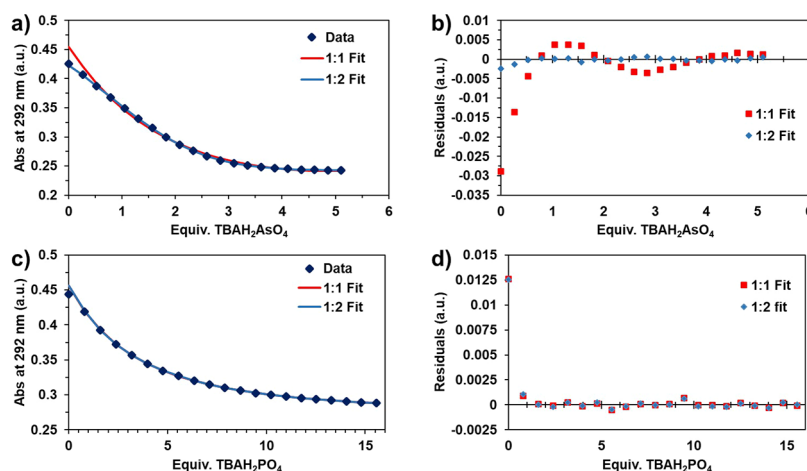 a)
0.5
0.45
0.4
0.35
0.3
0.25
0.2
Abs at 292 nm (a.u.)
Data
1:1 Fit
1:2 Fit
0 1 2 3 4 5 6
Equiv. TBAH₂AsO₄
b)
0.01
0.005
0
-0.005
-0.01
-0.015
-0.02
-0.025
-0.03
-0.035
Residuals (a.u.)
1:1 Fit
1:2 Fit
0 1 2 3 4 5 6
Equiv. TBAH₂AsO₄
c)
0.5
0.45
0.4
0.35
0.3
0.25
Abs at 292 nm (a.u.)
Data
1:1 Fit
1:2 Fit
0 5 10 15
Equiv. TBAH₂PO₄
d)
0.015
0.0125
0.01
0.0075
0.005
0.0025
0
-0.0025
Residuals (a.u.)
1:1 Fit
1:2 fit
0 5 10 15
Equiv. TBAH₂PO₄